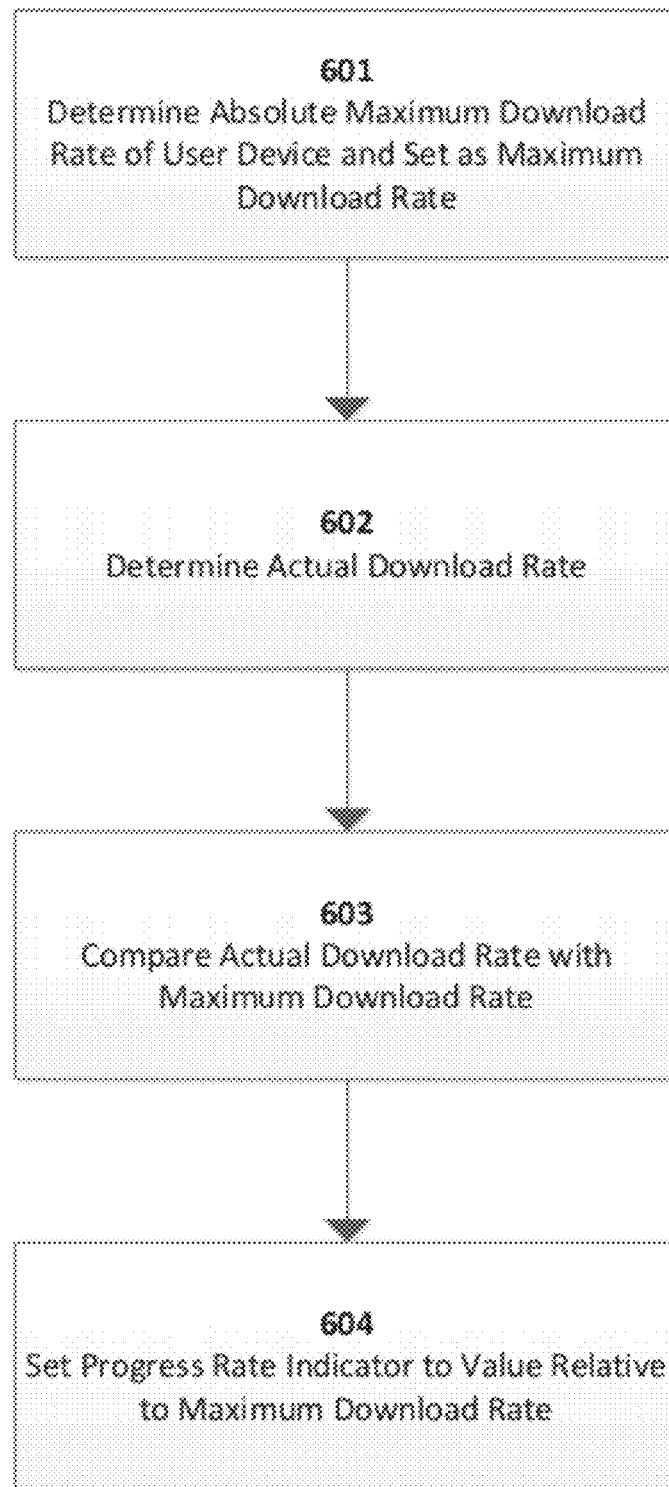 601
Determine Absolute Maximum Download
Rate of User Device and Set as Maximum
Download Rate
602
Determine Actual Download Rate
603
Compare Actual Download Rate with
Maximum Download Rate
604
Set Progress Rate Indicator to Value Relative
to Maximum Download Rate